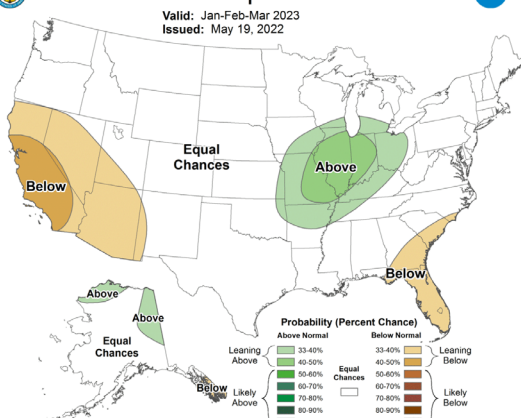 Valid: Jan-Feb-Mar 2023
Issued: May 19, 2022
Equal
Chances
Above
Below
Below
Above
Above
Equal
Chances
Below
Probability (Percent Chance)
Above Normal
Below Normal
Leaning
Above
33-40%
40-50%
Likely
Above
50-60%
60-70%
70-80%
80-90%
Equal
Chances
33-40%
40-50%
Leaning
Below
50-60%
60-70%
70-80%
80-90%
Likely
Below